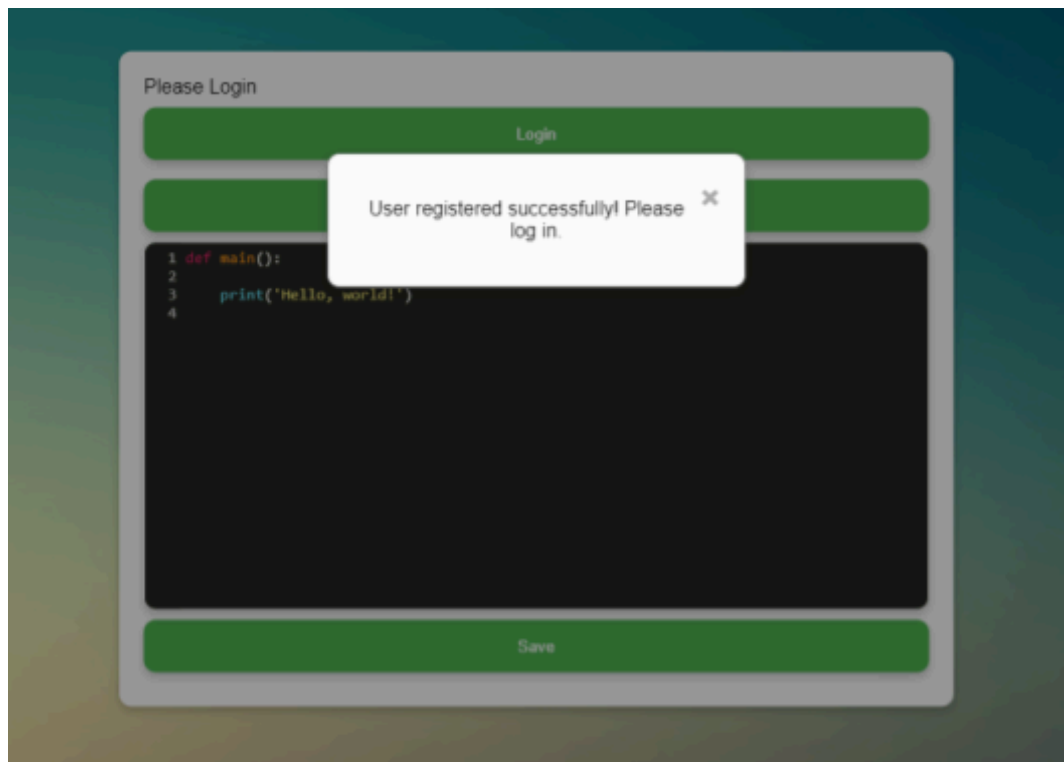 Please Login
Login
User registered successfully! Please
log in.
1 def main():
2
3     print('Hello, world!')
4
Save